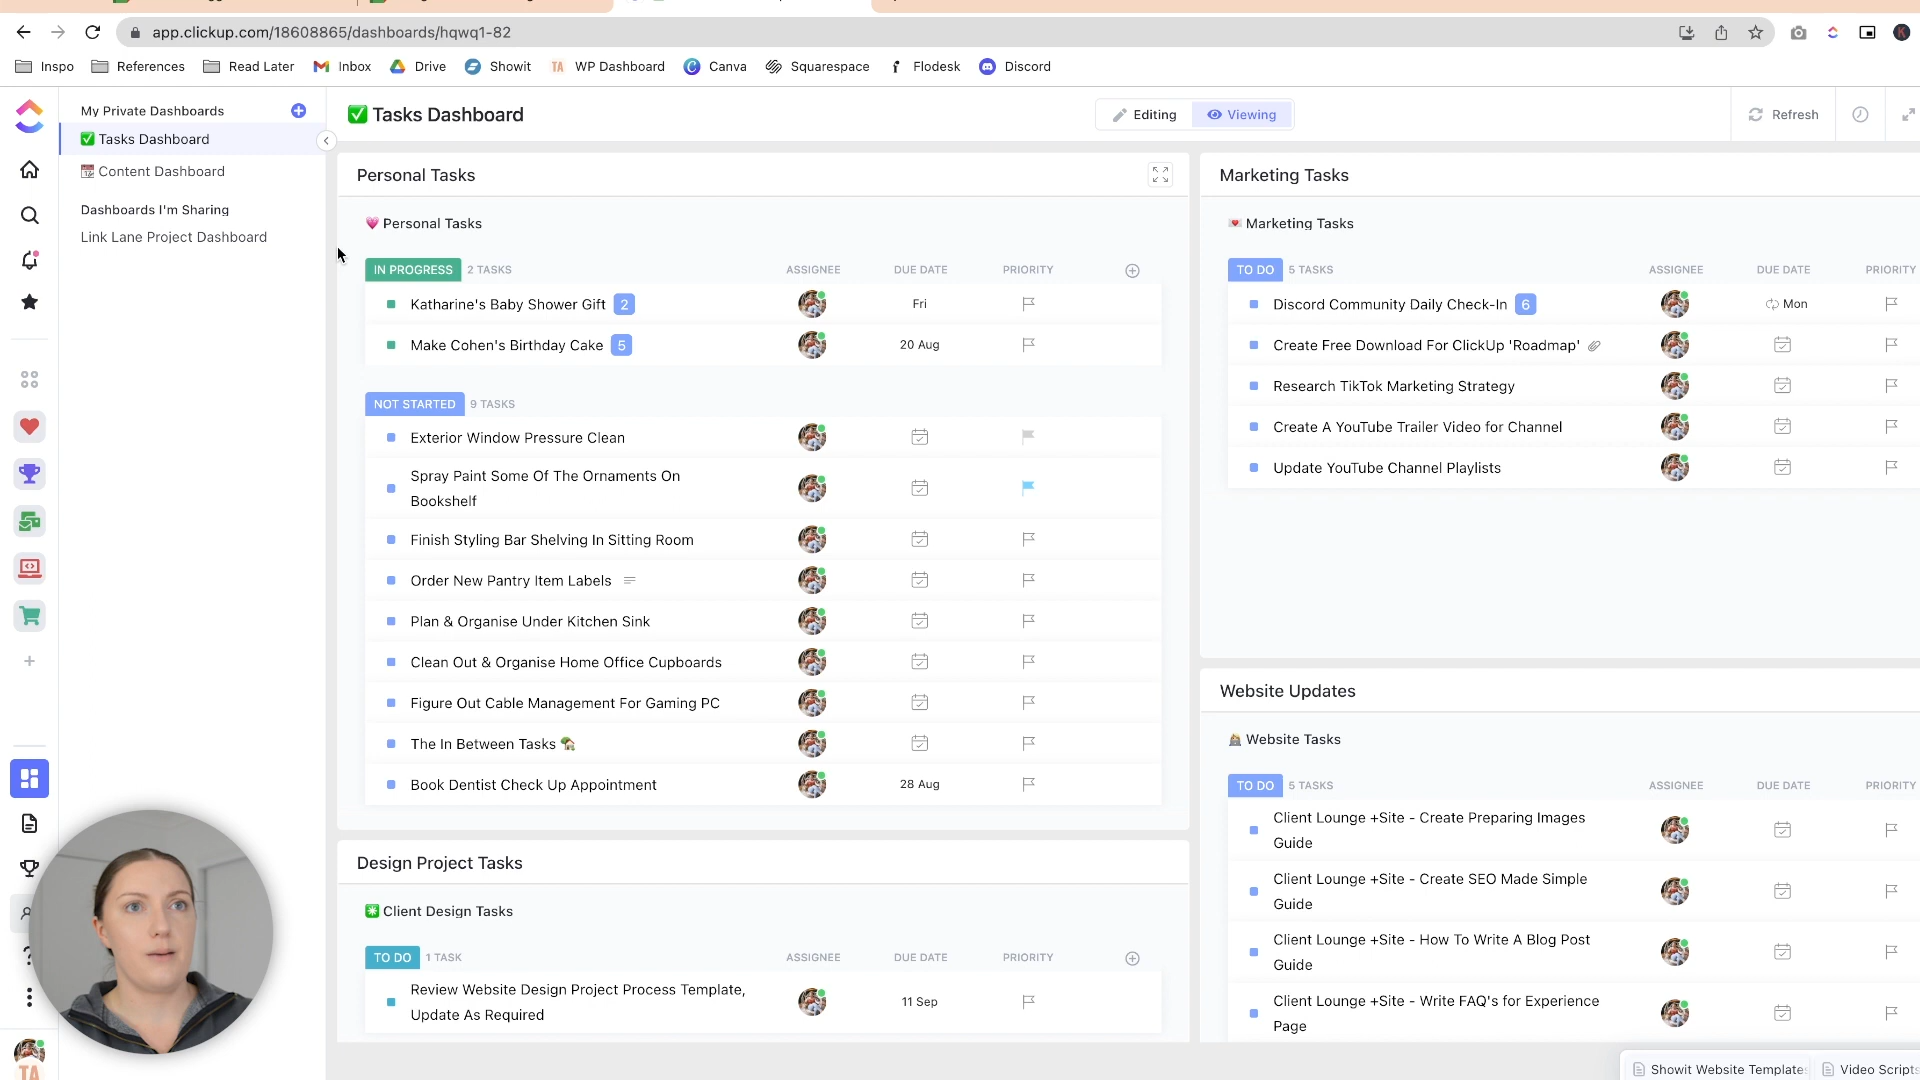 app.clickup.com/18608865/dashboards/hqwq1-82
K
Inspo
References
Read Later
Inbox
Drive
Showit
TA WP Dashboard
Canva
Squarespace
Flodesk
Discord
My Private Dashboards
Tasks Dashboard
Content Dashboard
Dashboards I'm Sharing
Link Lane Project Dashboard
Tasks Dashboard
Editing
Viewing
Refresh
Personal Tasks
Personal Tasks
IN PROGRESS 2 TASKS ASSIGNEE DUE DATE PRIORITY
Katharine's Baby Shower Gift 2 Fri
Make Cohen's Birthday Cake 5 20 Aug
NOT STARTED 9 TASKS
Exterior Window Pressure Clean
Spray Paint Some Of The Ornaments On
Bookshelf
Finish Styling Bar Shelving In Sitting Room
Order New Pantry Item Labels
Plan & Organise Under Kitchen Sink
Clean Out & Organise Home Office Cupboards
Figure Out Cable Management For Gaming PC
The In Between Tasks
Book Dentist Check Up Appointment 28 Aug
Design Project Tasks
Client Design Tasks
TO DO 1 TASK ASSIGNEE DUE DATE PRIORITY
Review Website Design Project Process Template,
Update As Required 11 Sep
Marketing Tasks
Marketing Tasks
TO DO 5 TASKS ASSIGNEE DUE DATE PRIORITY
Discord Community Daily Check-In 6 Mon
Create Free Download For ClickUp 'Roadmap'
Research TikTok Marketing Strategy
Create A YouTube Trailer Video for Channel
Update YouTube Channel Playlists
Website Updates
Website Tasks
TO DO 5 TASKS ASSIGNEE DUE DATE PRIORITY
Client Lounge +Site - Create Preparing Images
Guide
Client Lounge +Site - Create SEO Made Simple
Guide
Client Lounge +Site - How To Write A Blog Post
Guide
Client Lounge +Site - Write FAQ's for Experience
Page
TA
Showit Website Template
Video Scripts